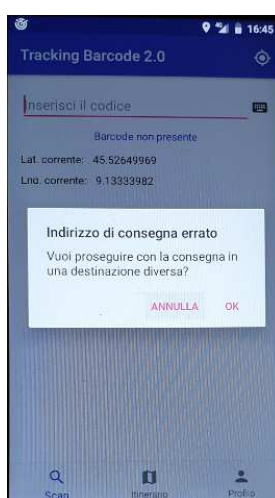 16:45
Tracking Barcode 2.0
Inserisci il codice
Barcode non presente
Lat. corrente: 45.52649969
Lng. corrente: 9.13333982
Indirizzo di consegna errato
Vuoi proseguire con la consegna in
una destinazione diversa?
ANNULLA OK
Scan Itinerario Profilo